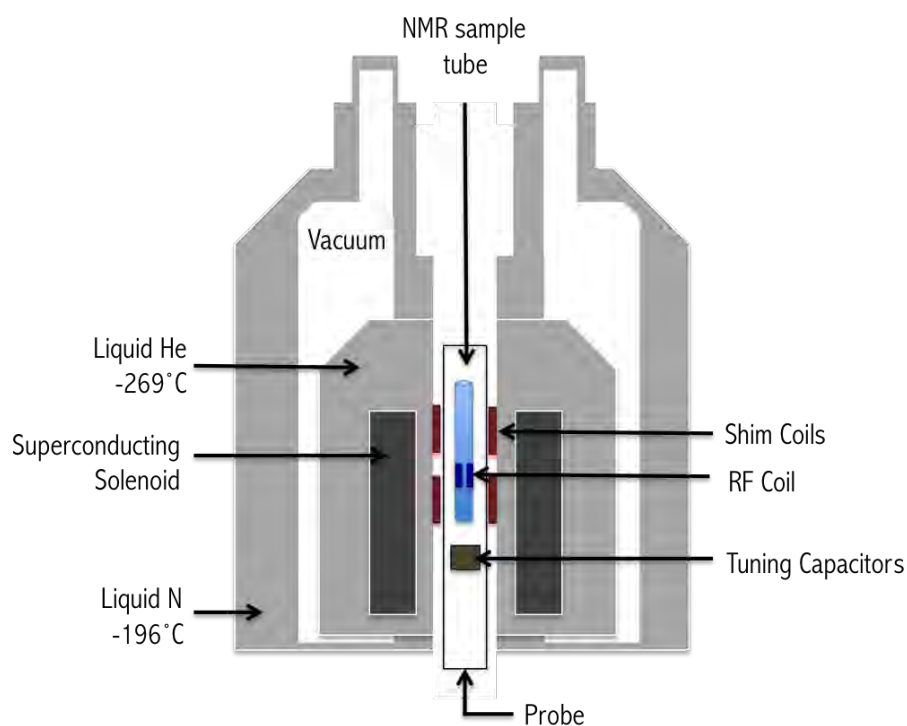 NMR sample
tube
Vacuum
Liquid He
-269˚C
Superconducting
Solenoid
Liquid N
-196˚C
Shim Coils
RF Coil
Tuning Capacitors
Probe